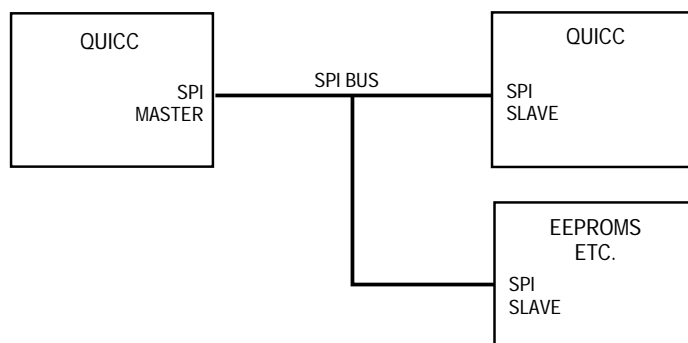 QUICC
SPI
MASTER
SPI BUS
QUICC
SPI
SLAVE
EEPROMS
ETC.
SPI
SLAVE